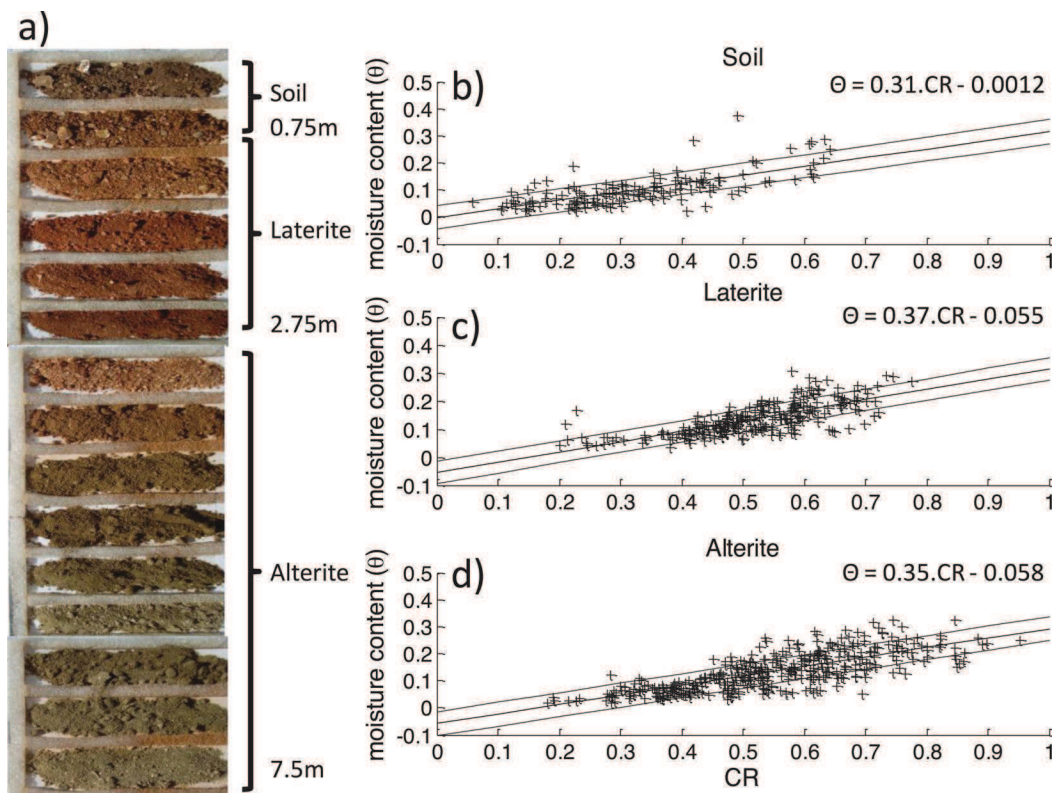 a)
Soil
0.75m
Laterite
2.75m
Alterite
7.5m
b)
Soil
Θ = 0.31.CR - 0.0012
moisture content (θ)
0.5
0.4
0.3
0.2
0.1
0
-0.1
0 0.1 0.2 0.3 0.4 0.5 0.6 0.7 0.8 0.9 1
c)
Laterite
Θ = 0.37.CR - 0.055
moisture content (θ)
0.5
0.4
0.3
0.2
0.1
0
-0.1
0 0.1 0.2 0.3 0.4 0.5 0.6 0.7 0.8 0.9 1
d)
Alterite
Θ = 0.35.CR - 0.058
moisture content (θ)
0.5
0.4
0.3
0.2
0.1
0
-0.1
0 0.1 0.2 0.3 0.4 0.5 0.6 0.7 0.8 0.9 1
CR